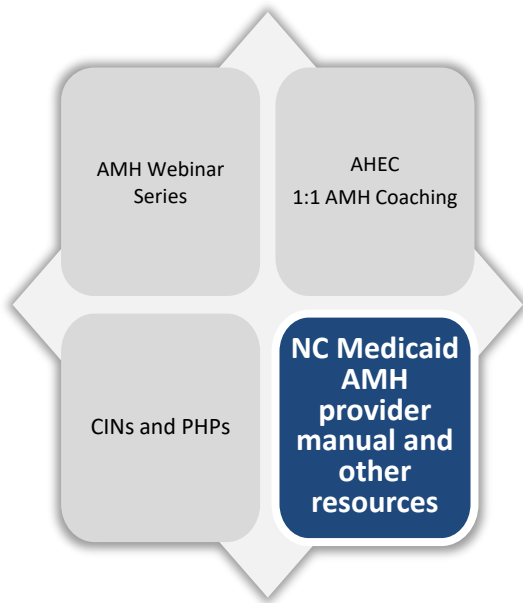 AMH Webinar
Series
AHEC
1:1 AMH Coaching
CINs and PHPs
NC Medicaid
AMH
provider
manual and
other
resources